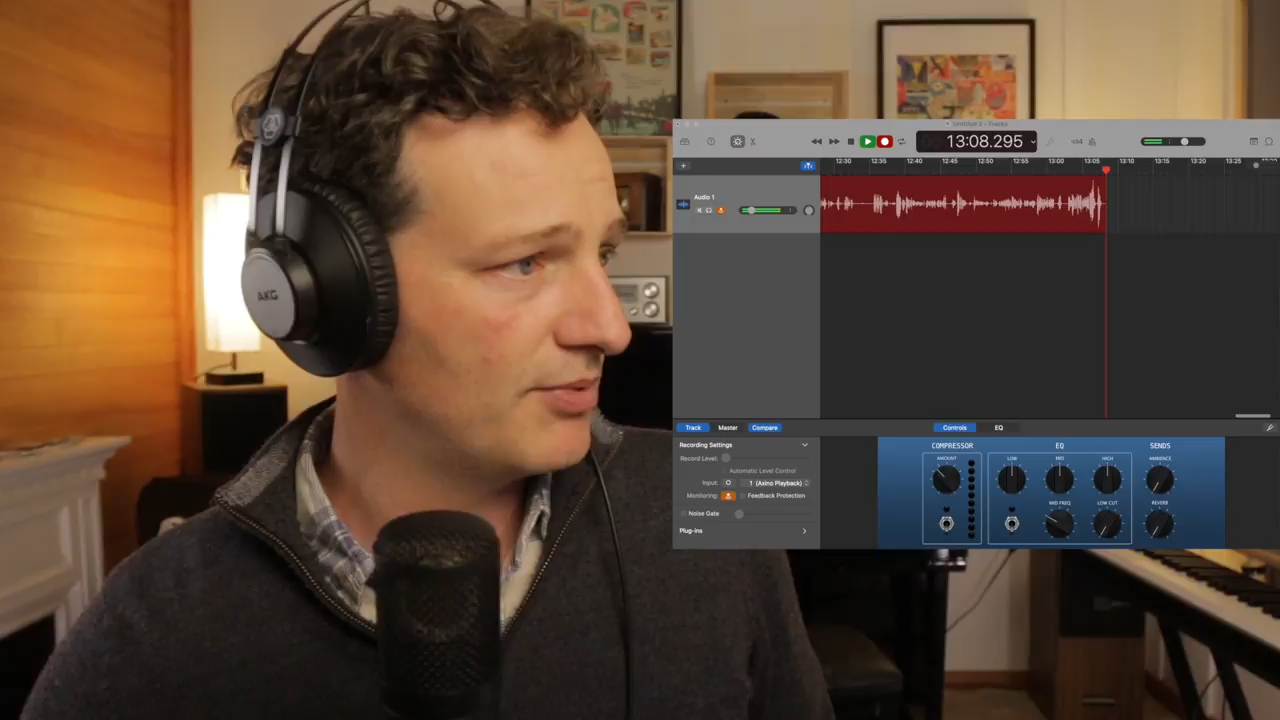 AKG
Untitled 2 - Tracks
13:08.295
12:30 12:35 12:40 12:45 12:50 12:55 13:00 13:05 13:10 13:15 13:20 13:25
Audio 1
Track Master Compare Controls EQ
Recording Settings
Record Level:
Automatic Level Control
Input: 1 (Axino Playback)
Monitoring: Feedback Protection
Noise Gate
Plug-ins
COMPRESSOR EQ SENDS
AMOUNT LOW MID HIGH AMBIENCE
MID FREQ LOW CUT REVERB